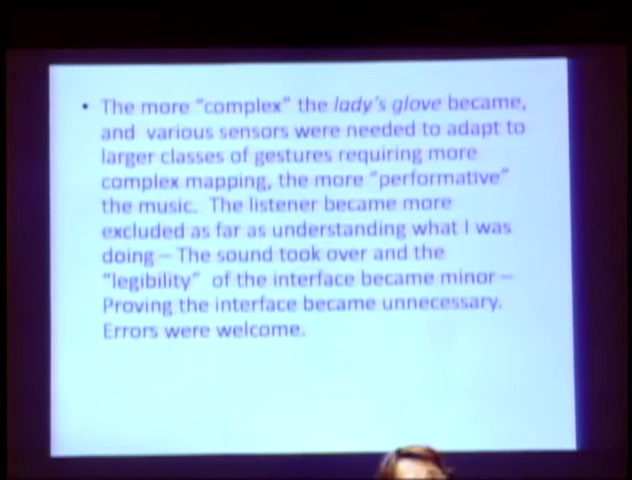 • The more “complex” the lady’s glove became,
and various sensors were needed to adapt to
larger classes of gestures requiring more
complex mapping, the more “performative”
the music. The listener became more
excluded as far as understanding what I was
doing – The sound took over and the
“legibility” of the interface became minor –
Proving the interface became unnecessary.
Errors were welcome.